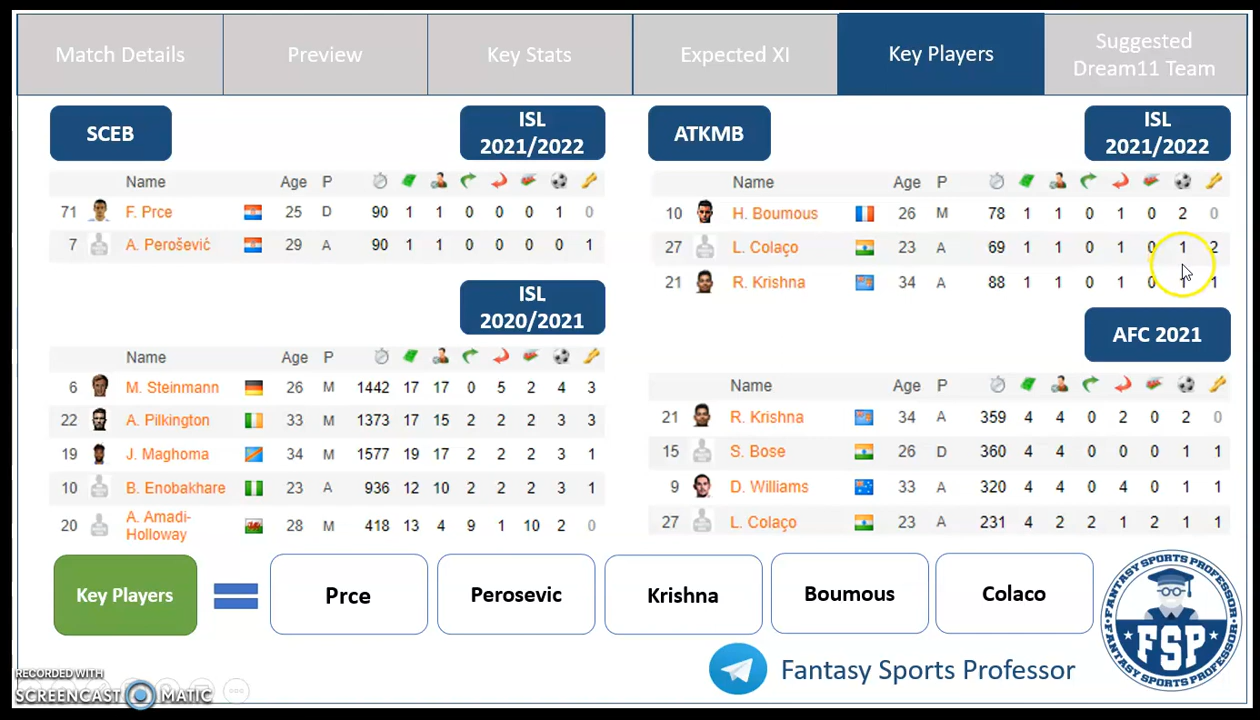 Match Details
Preview
Key Stats
Expected XI
Key Players
Suggested
Dream11 Team
SCEB
ISL
2021/2022
Name Age P
71 F. Prce 25 D 90 1 1 0 0 0 1 0
7 A. Perošević 29 A 90 1 1 0 0 0 0 1
ISL
2020/2021
Name Age P
6 M. Steinmann 26 M 1442 17 17 0 5 2 4 3
22 A. Pilkington 33 M 1373 17 15 2 2 2 3 3
19 J. Maghoma 34 M 1577 19 17 2 2 2 3 1
10 B. Enobakhare 23 A 936 12 10 2 2 2 3 1
20 A. Amadi-
Holloway 28 M 418 13 4 9 1 10 2 0
ATKMB
ISL
2021/2022
Name Age P
10 H. Boumous 26 M 78 1 1 0 1 0 2 0
27 L. Colaço 23 A 69 1 1 0 1 0 1 2
21 R. Krishna 34 A 88 1 1 0 1 0 1 1
AFC 2021
Name Age P
21 R. Krishna 34 A 359 4 4 0 2 0 2 0
15 S. Bose 26 D 360 4 4 0 0 0 1 1
9 D. Williams 33 A 320 4 4 0 4 0 1 1
27 L. Colaço 23 A 231 4 2 2 1 2 1 1
Key Players
Prce
Perosevic
Krishna
Boumous
Colaco
FANTASY SPORTS PROFESSOR
FSP
FANTASY SPORTS PROFESSOR
Fantasy Sports Professor
RECORDED WITH
SCREENCAST MATIC